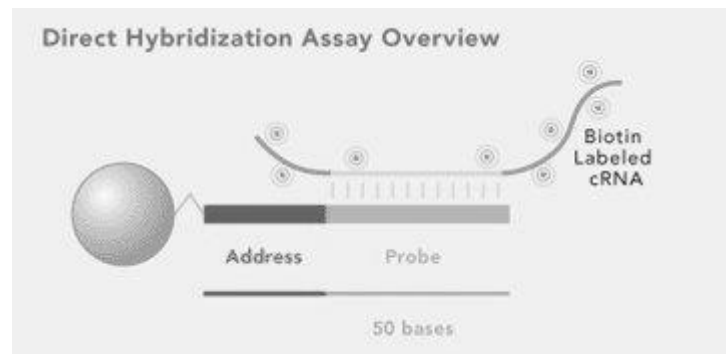 Direct Hybridization Assay Overview
Biotin
Labeled
cRNA
Address Probe
50 bases